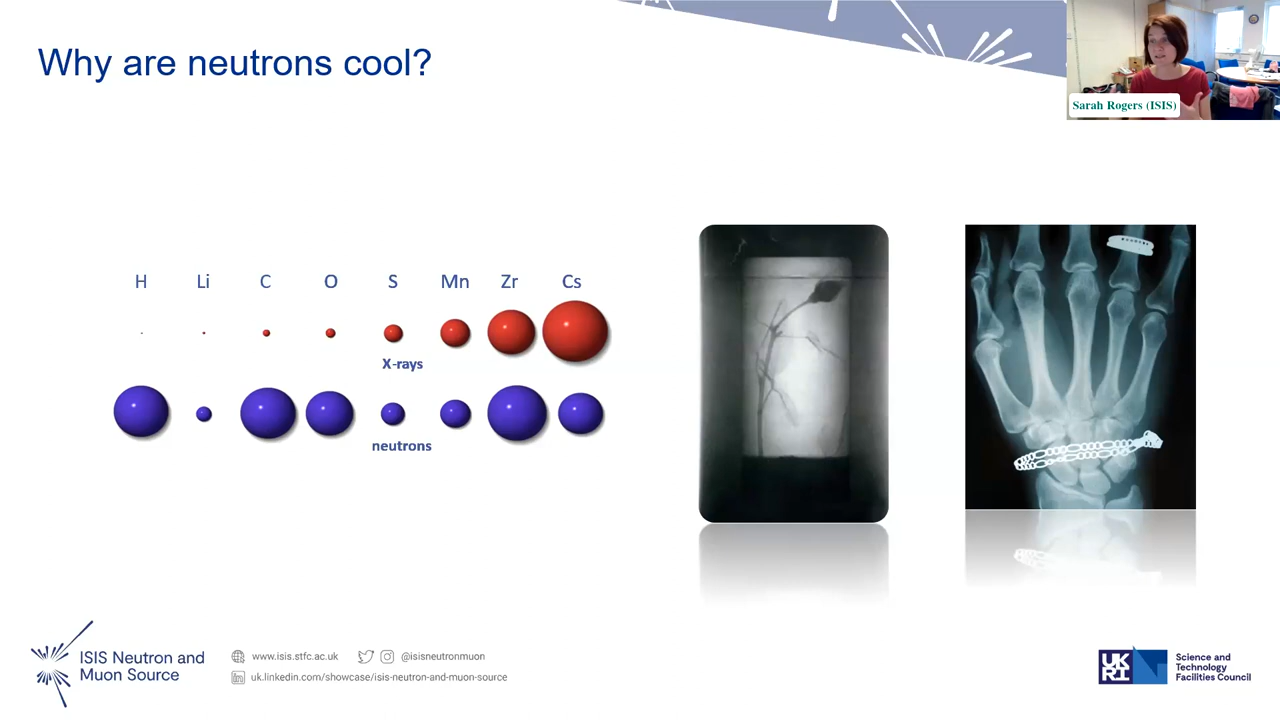 Why are neutrons cool?
Sarah Rogers (ISIS)
H Li C O S Mn Zr Cs
X-rays
neutrons
ISIS Neutron and
Muon Source
www.isis.stfc.ac.uk
@isisneutronmuon
uk.linkedin.com/showcase/isis-neutron-and-muon-source
UK
RI
Science and
Technology
Facilities Council